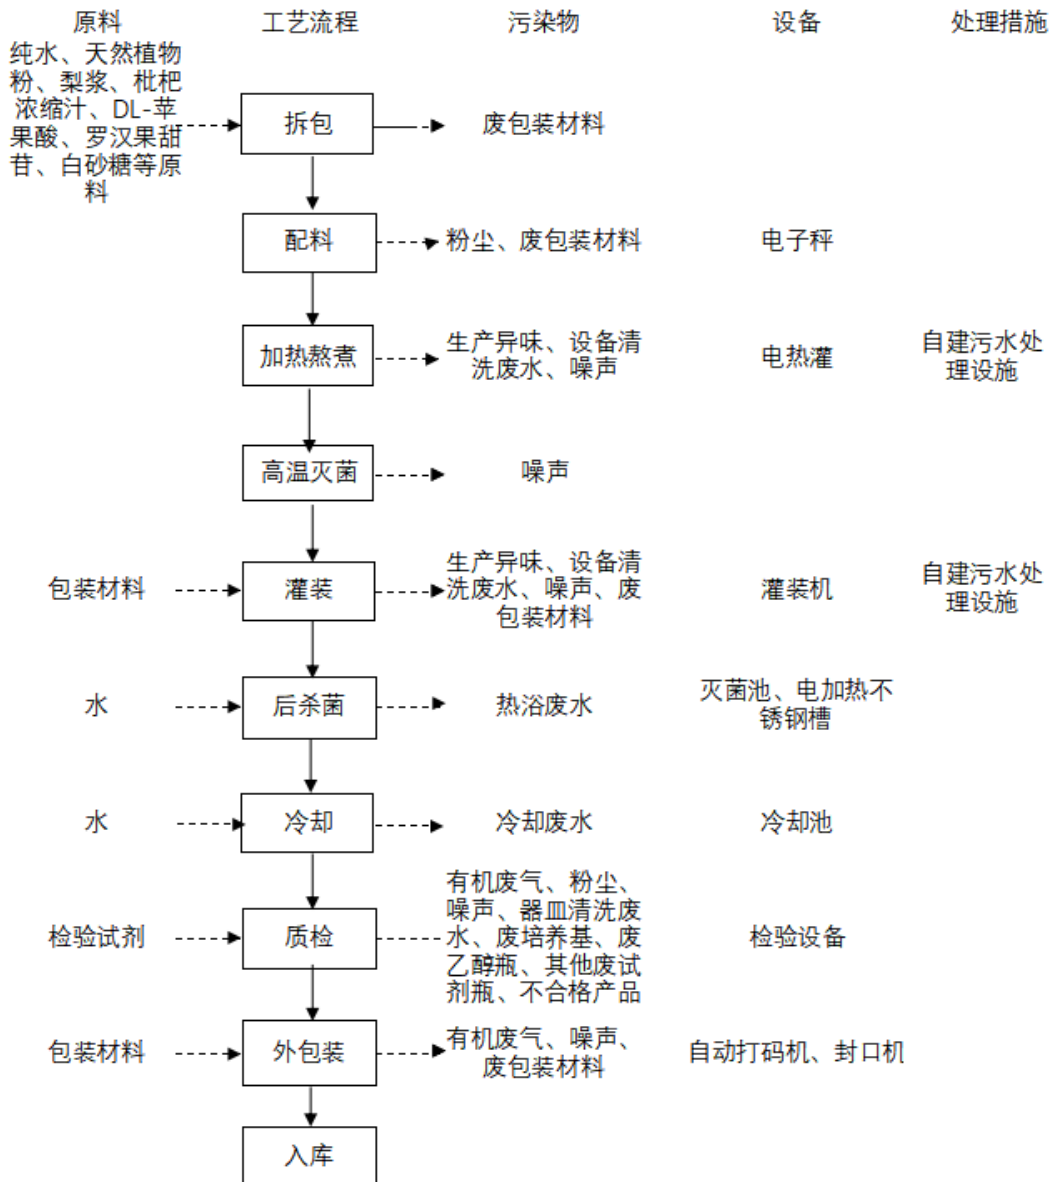 原料 工艺流程 污染物 设备 处理措施
纯水、天然植物
粉、梨浆、枇杷
浓缩汁、DL-苹
果酸、罗汉果甜
苷、白砂糖等原
料
拆包
废包装材料
配料
粉尘、废包装材料
电子秤
加热熬煮
生产异味、设备清
洗废水、噪声
电热灌
自建污水处
理设施
高温灭菌
噪声
包装材料
灌装
生产异味、设备清
洗废水、噪声、废
包装材料
灌装机
自建污水处
理设施
水
后杀菌
热浴废水
灭菌池、电加热不
锈钢槽
水
冷却
冷却废水
冷却池
检验试剂
质检
有机废气、粉尘、
噪声、器皿清洗废
水、废培养基、废
乙醇瓶、其他废试
剂瓶、不合格产品
检验设备
包装材料
外包装
有机废气、噪声、
废包装材料
自动打码机、封口机
入库